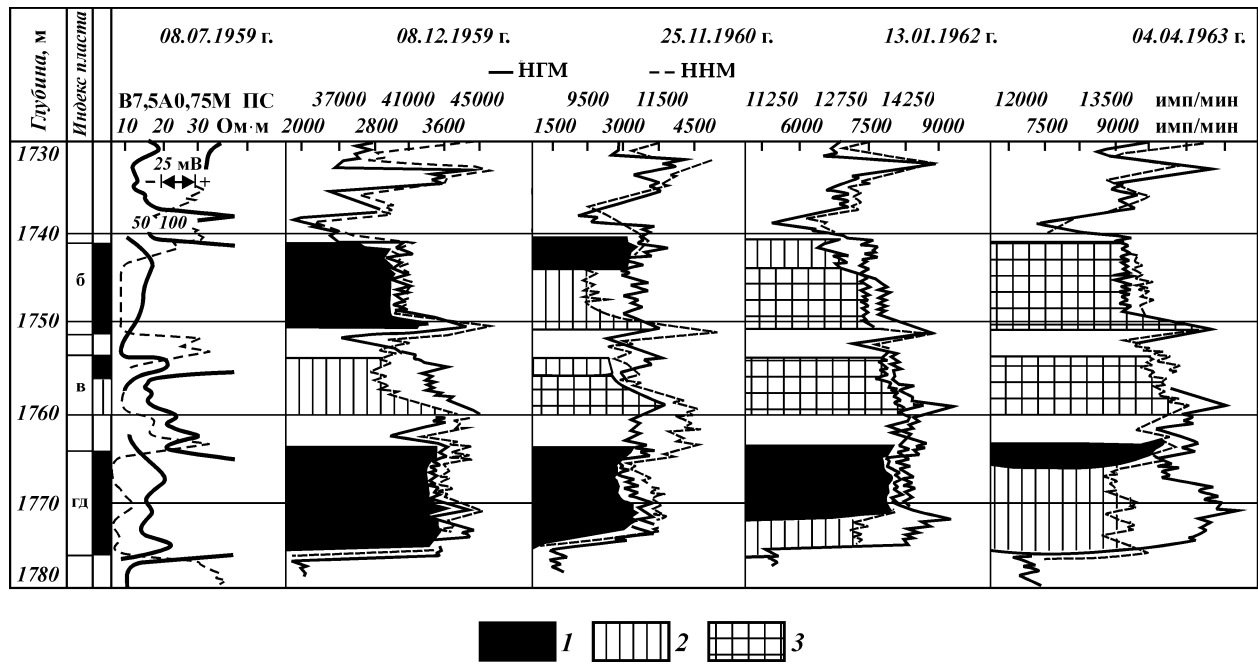 Глубина, м
Индекс пласта
08.07.1959 г. 08.12.1959 г. 25.11.1960 г. 13.01.1962 г. 04.04.1963 г.
НГМ ННМ
В7,5А0,75М ПС 37000 41000 45000 9500 11500 11250 12750 14250 12000 13500 имп/мин
10 20 30 Ом·м 2000 2800 3600 1500 3000 4500 6000 7500 9000 7500 9000 имп/мин
1730
25 мВ
− +
50 100
1740
б
1750
в
1760
1770
гд
1780
1 2 3